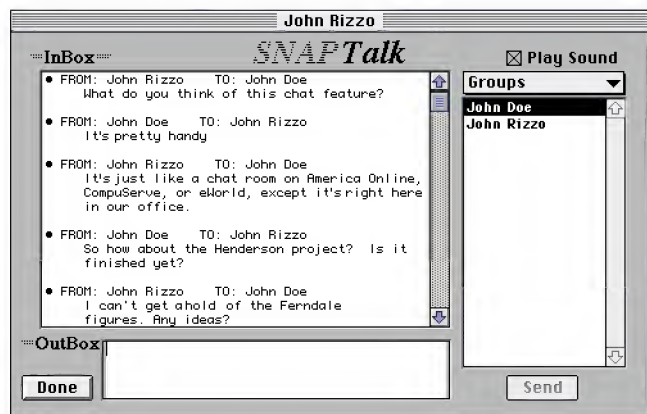 John Rizzo
InBox
SNAPTalk
Play Sound
• FROM: John Rizzo TO: John Doe
What do you think of this chat feature?
• FROM: John Doe TO: John Rizzo
It's pretty handy
• FROM: John Rizzo TO: John Doe
It's just like a chat room on America Online,
CompuServe, or eWorld, except it's right here
in our office.
• FROM: John Doe TO: John Rizzo
So how about the Henderson project? Is it
finished yet?
• FROM: John Rizzo TO: John Doe
I can't get ahold of the Ferndale
figures. Any ideas?
Groups
John Doe
John Rizzo
OutBox
Done
Send